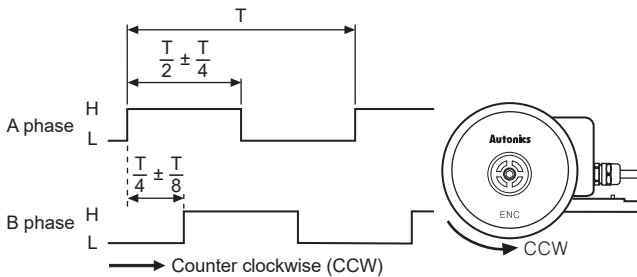 T
T/2 ± T/4
H
A phase
L
T/4 ± T/8
H
B phase
L
Counter clockwise (CCW)
Autonics
ENC
CCW